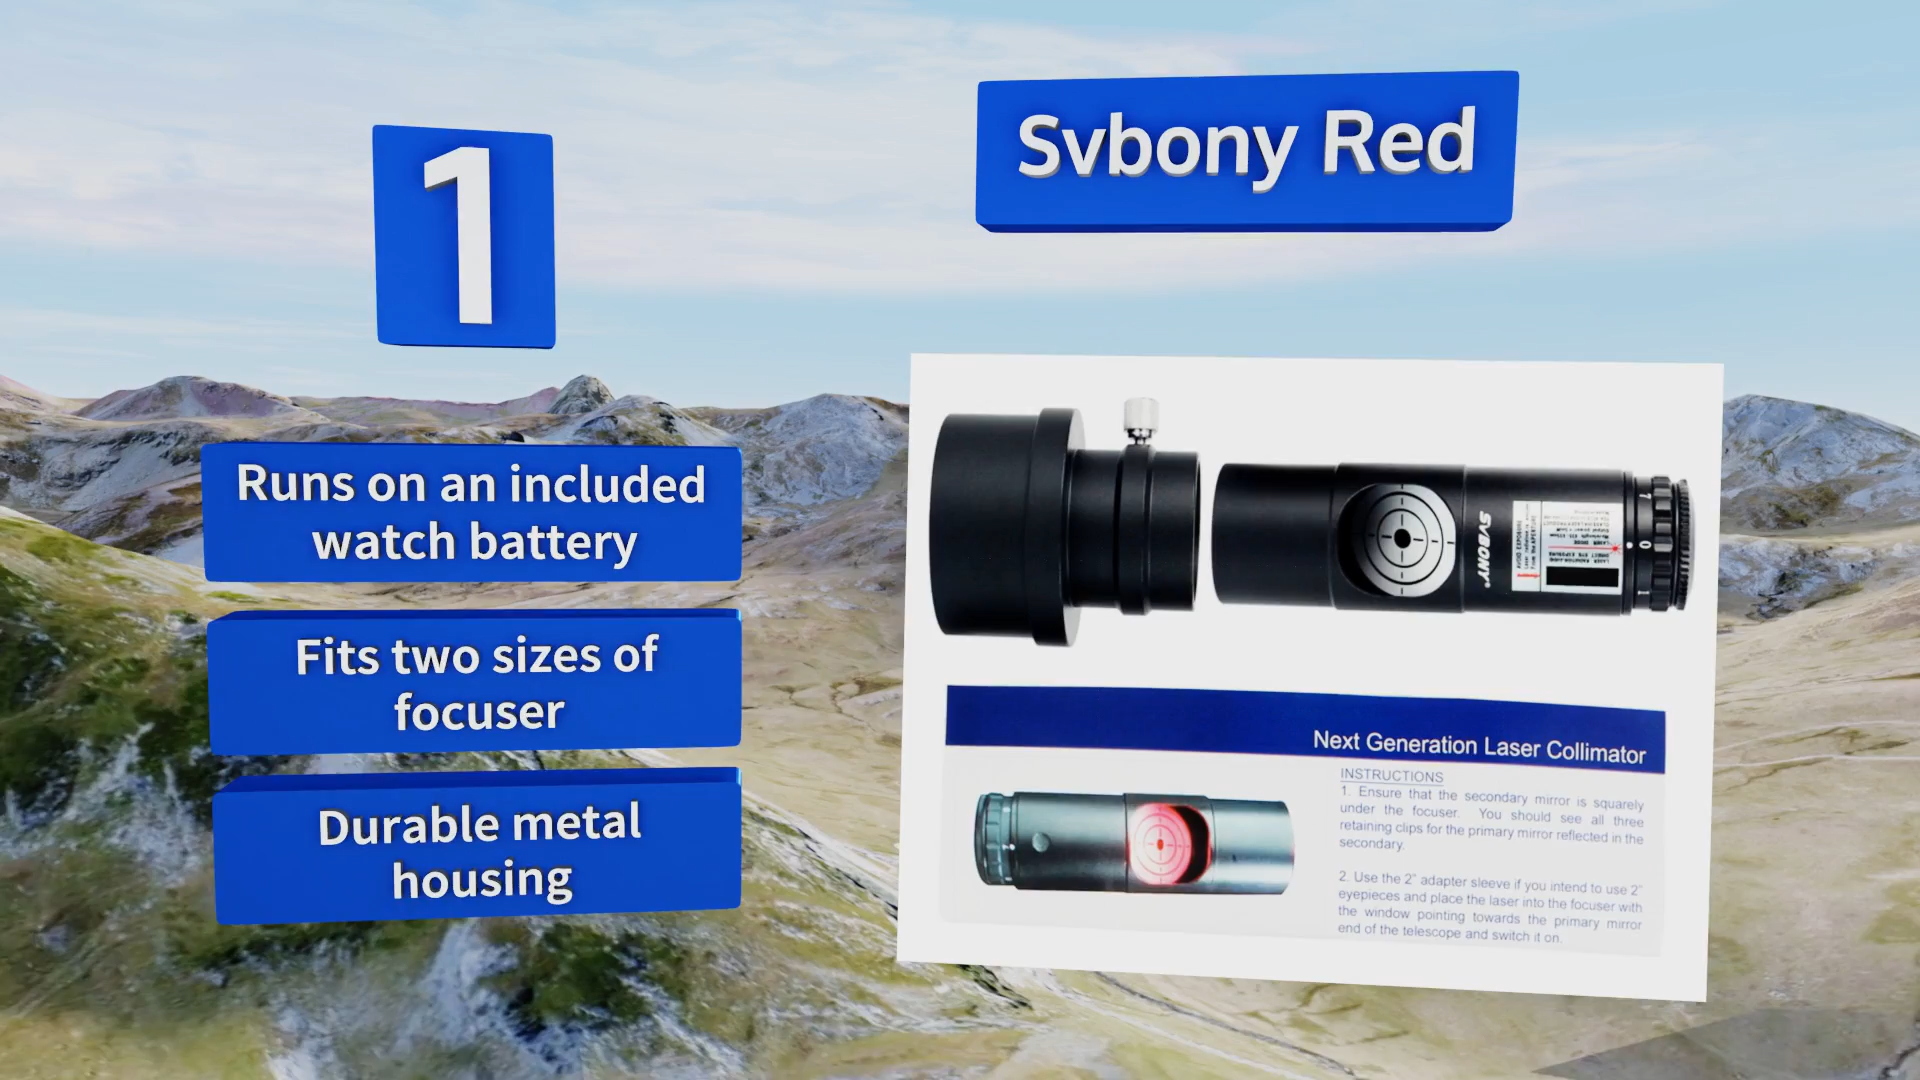 1
Svbony Red
Runs on an included
watch battery
Fits two sizes of
focuser
Durable metal
housing
SVBONY
Next Generation Laser Collimator
INSTRUCTIONS
1. Ensure that the secondary mirror is squarely
under the focuser. You should see all three
retaining clips for the primary mirror reflected in the
secondary.
2. Use the 2" adapter sleeve if you intend to use 2"
eyepieces and place the laser into the focuser with
the window pointing towards the primary mirror
end of the telescope and switch it on.